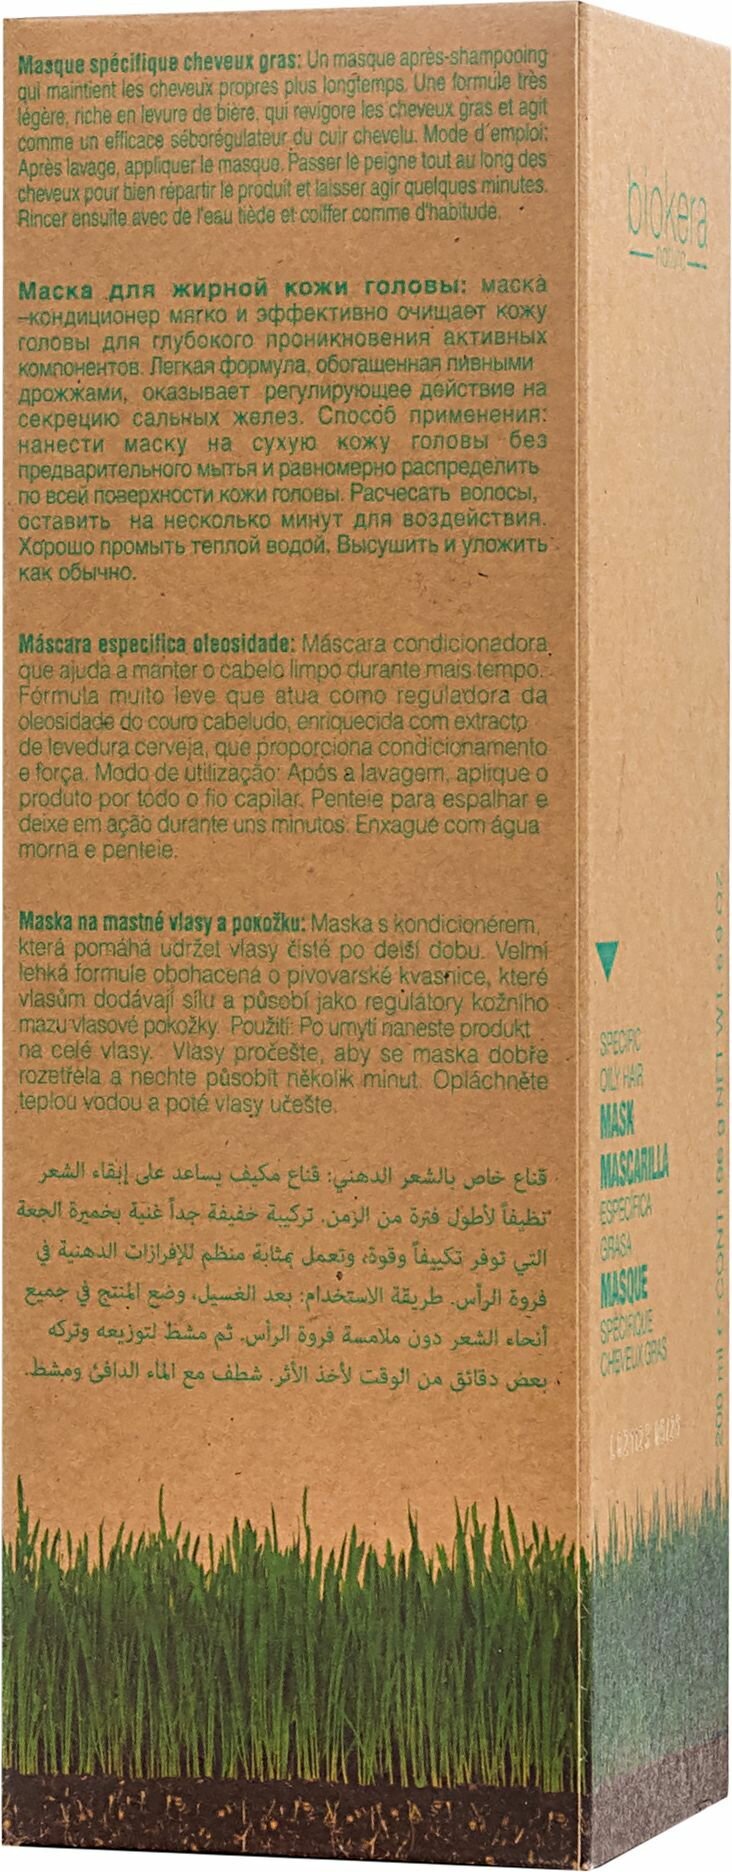 Masque spécifique cheveux gras: Un masque après-shampooing
qui maintient les cheveux propres plus longtemps. Une formule très
légère, riche en levure de bière, qui revigore les cheveux gras et agit
comme un efficace séborégulateur du cuir chevelu. Mode d'emploi:
Après lavage, appliquer le masque. Passer le peigne tout au long des
cheveux pour bien répartir le produit et laisser agir quelques minutes.
Rincer ensuite avec de l'eau tiède et coiffer comme d'habitude.
Маска для жирной кожи головы: маска
-кондиционер мягко и эффективно очищает кожу
головы для глубокого проникновения активных
компонентов. Легкая формула, обогащенная пивными
дрожжами, оказывает регулирующее действие на
секрецию сальных желез. Способ применения:
нанести маску на сухую кожу головы без
предварительного мытья и равномерно распределить
по всей поверхности кожи головы. Расчесать волосы,
оставить на несколько минут для воздействия.
Хорошо промыть теплой водой. Высушить и уложить
как обычно.
Máscara especifica oleosidade: Máscara condicionadora
que ajuda a manter o cabelo limpo durante mais tempo.
Fórmula muito leve que atua como reguladora da
oleosidade do couro cabeludo, enriquecida com extracto
de levedura cerveja, que proporciona condicionamento
e força. Modo de utilização: Após a lavagem, aplique o
produto por todo o fio capilar. Penteie para espalhar e
deixe em ação durante uns minutos. Enxague com água
morna e penteie.
Maska na mastné vlasy a pokožku: Maska s kondicionérem,
která pomáhá udržet vlasy čisté po delší dobu. Velmi
lehká formule obohacená o pivovarské kvasnice, které
vlasům dodávají sílu a působí jako regulátory kožního
mazu vlasové pokožky. Použití: Po umytí naneste produkt
na celé vlasy. Vlasy pročešte, aby se maska dobře
rozetřela a nechte působit několik minut. Opláchněte
teplou vodou a poté vlasy učešte.
قناع خاص بالشعر الدهني: قناع مكيف يساعد على إبقاء الشعر
نظيفاً لأطول فترة من الزمن. تركيبة خفيفة جداً غنية بخميرة الجعة
التي توفر تكييفاً وقوة، وتعمل بمثابة منظم للإفرازات الدهنية في
فروة الرأس. طريقة الاستخدام: بعد الغسيل، وضع المنتج في جميع
أنحاء الشعر دون ملامسة فروة الرأس. ثم مشط لتوزيعه وتركه
بعض دقائق من الوقت لأخذ الأثر. شطف مع الماء الدافئ ومشط.
biokera
natura
SPECIFIC
OILY HAIR
MASK
MASCARILLA
ESPECÍFICA
GRASA
MASQUE
SPÉCIFIQUE
CHEVEUX GRAS
200 ml e CONT 196 g NET WT. 6.9 OZ.